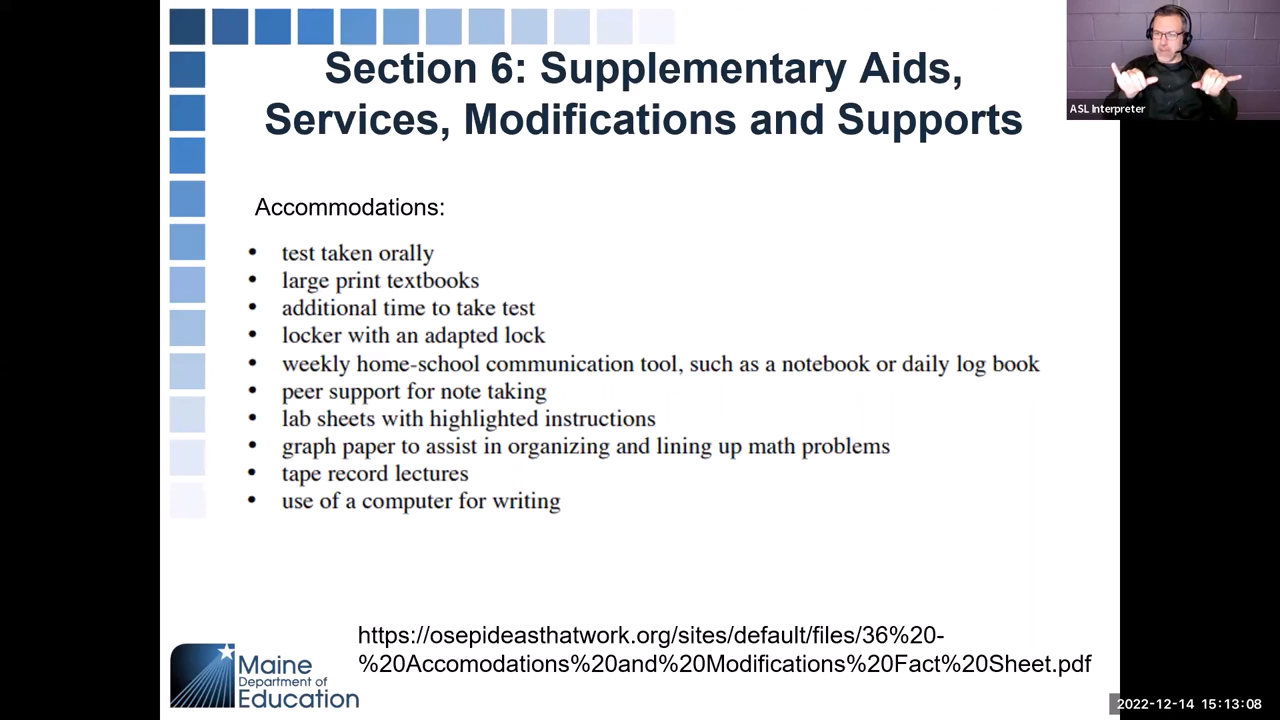 Section 6: Supplementary Aids,
Services, Modifications and Supports
ASL Interpreter
Accommodations:
• test taken orally
• large print textbooks
• additional time to take test
• locker with an adapted lock
• weekly home-school communication tool, such as a notebook or daily log book
• peer support for note taking
• lab sheets with highlighted instructions
• graph paper to assist in organizing and lining up math problems
• tape record lectures
• use of a computer for writing
https://osepideasthatwork.org/sites/default/files/36%20-
%20Accomodations%20and%20Modifications%20Fact%20Sheet.pdf
Maine
Department of
Education
2022-12-14 15:13:08